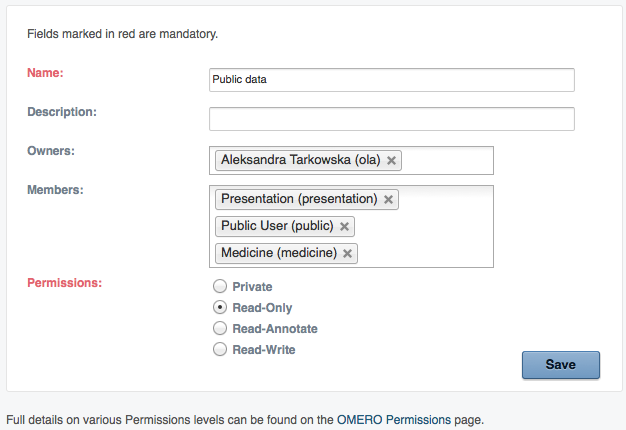 Fields marked in red are mandatory.
Name:
Public data
Description:
Owners:
Aleksandra Tarkowska (ola) ×
Members:
Presentation (presentation) ×
Public User (public) ×
Medicine (medicine) ×
Permissions:
Private
Read-Only
Read-Annotate
Read-Write
Save
Full details on various Permissions levels can be found on the OMERO Permissions page.